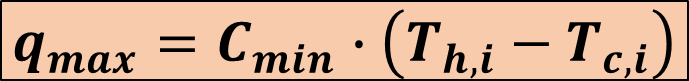 q_max = C_min · (T_h,i − T_c,i)